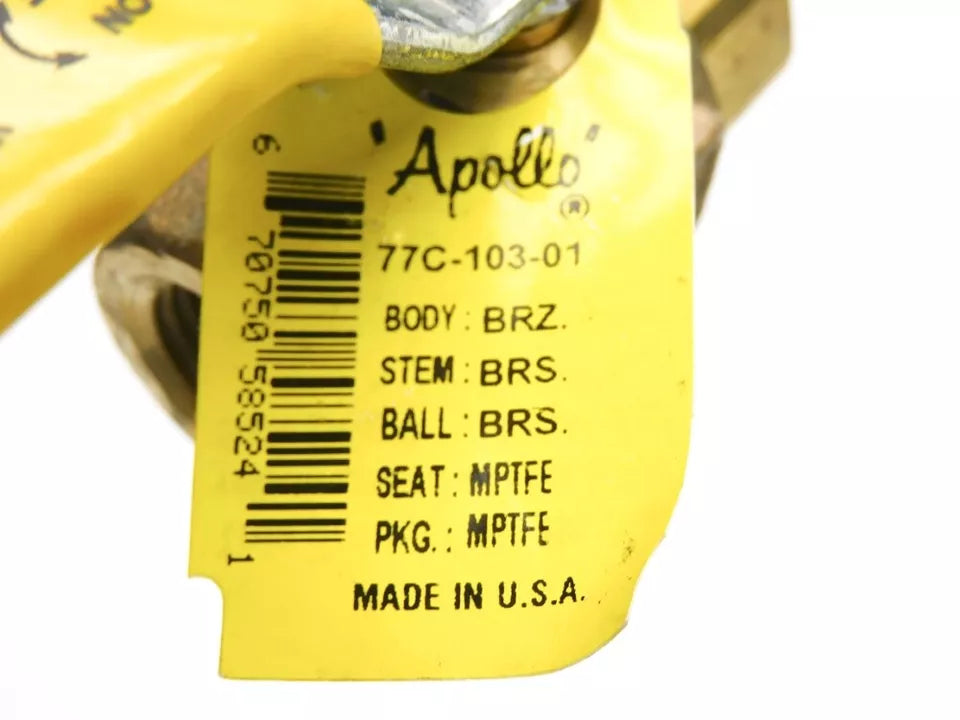 ON
"Apollo"
®
77C-103-01
BODY: BRZ.
STEM: BRS.
BALL: BRS.
SEAT: MPTFE
PKG.: MPTFE
MADE IN U.S.A.
6 70750 58524 1